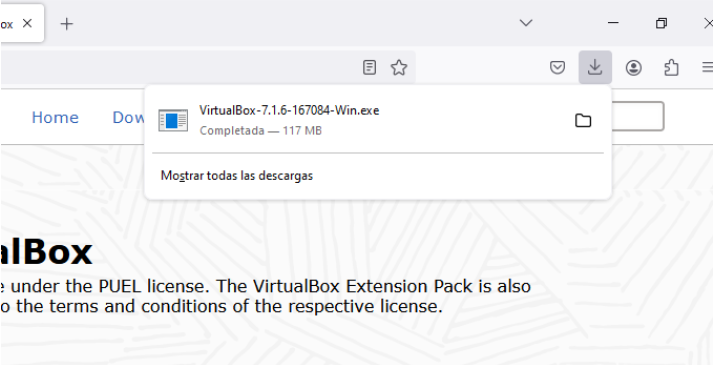 ox
Home
Dow
VirtualBox-7.1.6-167084-Win.exe
Completada — 117 MB
Mostrar todas las descargas
alBox
e under the PUEL license. The VirtualBox Extension Pack is also
o the terms and conditions of the respective license.